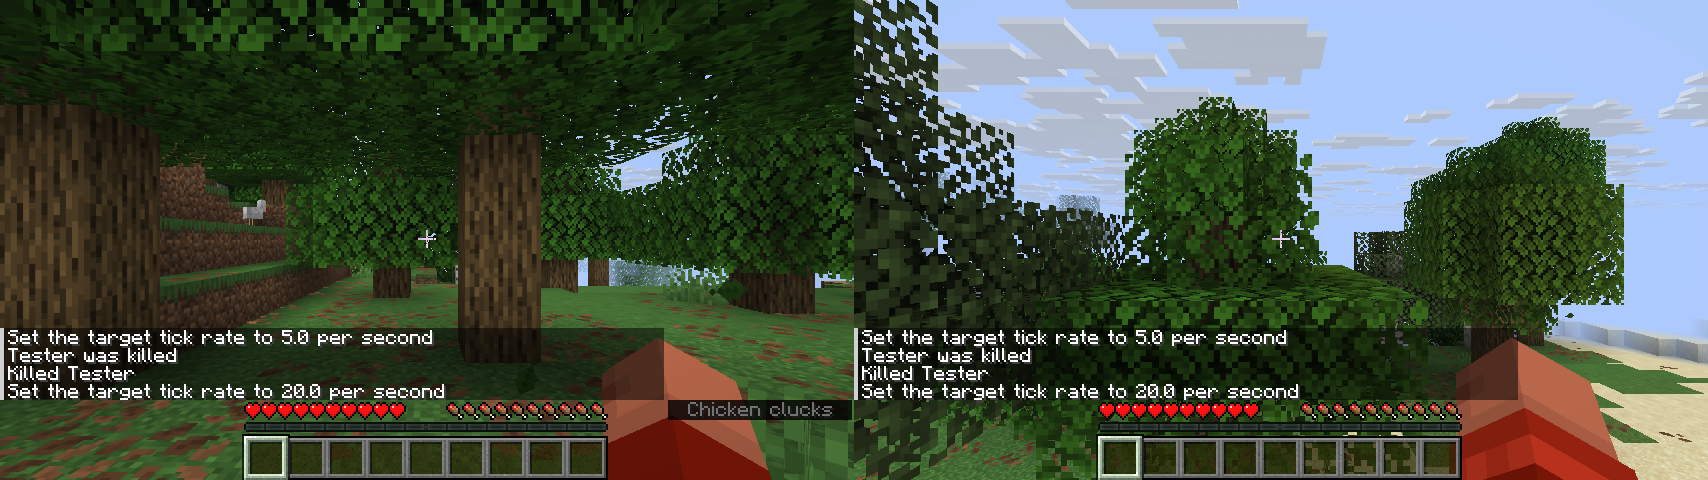 Set the target tick rate to 5.0 per second
Tester was killed
Killed Tester
Set the target tick rate to 20.0 per second
Chicken clucks
Set the target tick rate to 5.0 per second
Tester was killed
Killed Tester
Set the target tick rate to 20.0 per second